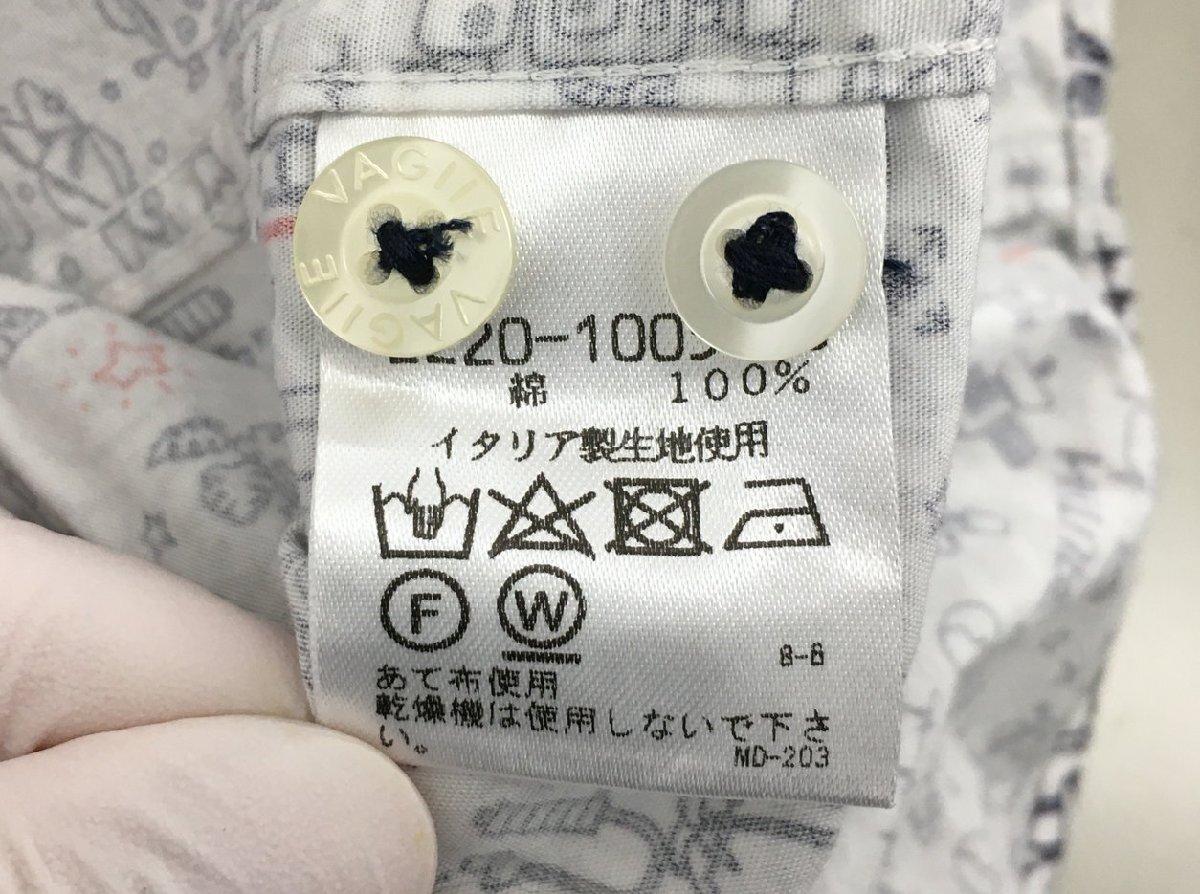 VAGIIE VAGIIE
綿 100%
イタリア製生地使用
F W
8-8
あて布使用
乾燥機は使用しないで下さ
い。
MD-203